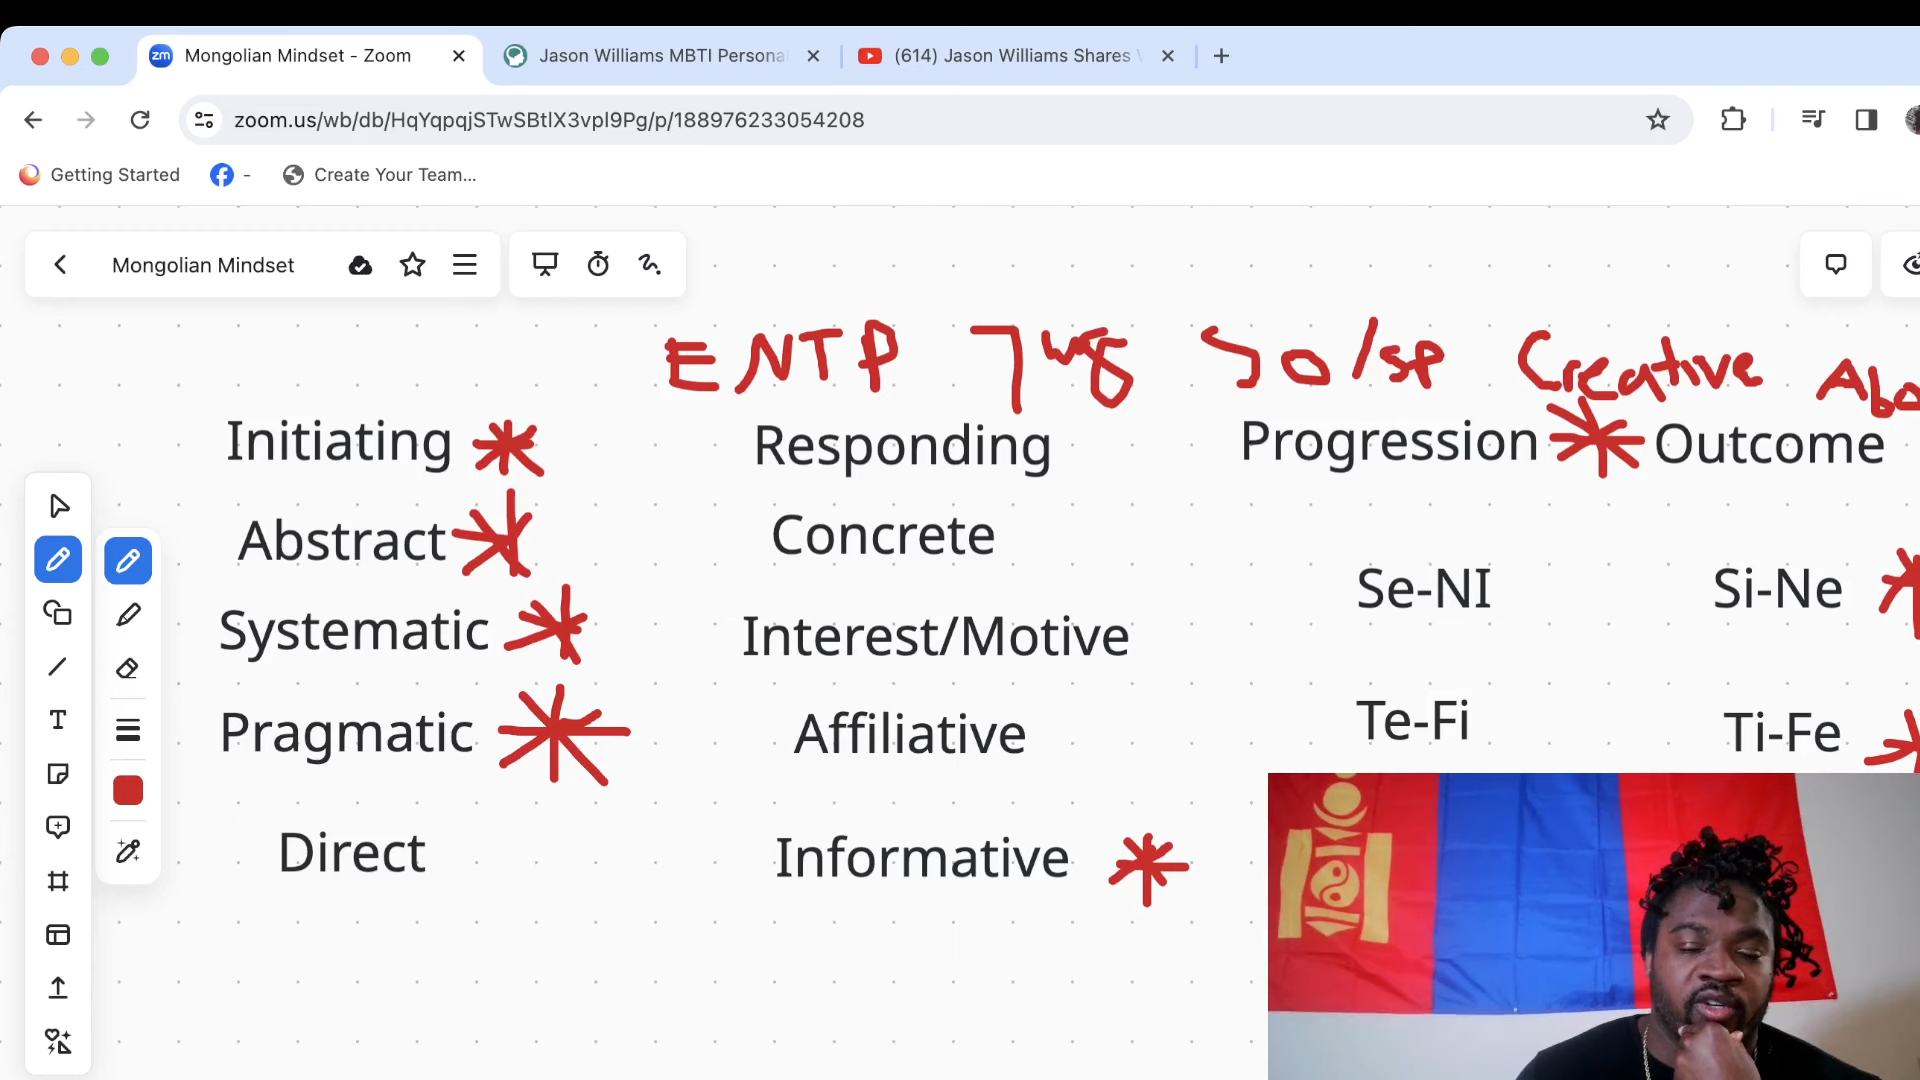 Mongolian Mindset - Zoom
Jason Williams MBTI Persona
(614) Jason Williams Shares
zoom.us/wb/db/HqYqpqjSTwSBtlX3vpl9Pg/p/188976233054208
Getting Started - Create Your Team...
Mongolian Mindset
ENTP 7w8 so/sp Creative
Initiating Responding Progression Outcome
Abstract Concrete
Se-NI Si-Ne
Systematic Interest/Motive
Pragmatic Affiliative Te-Fi Ti-Fe
Direct Informative